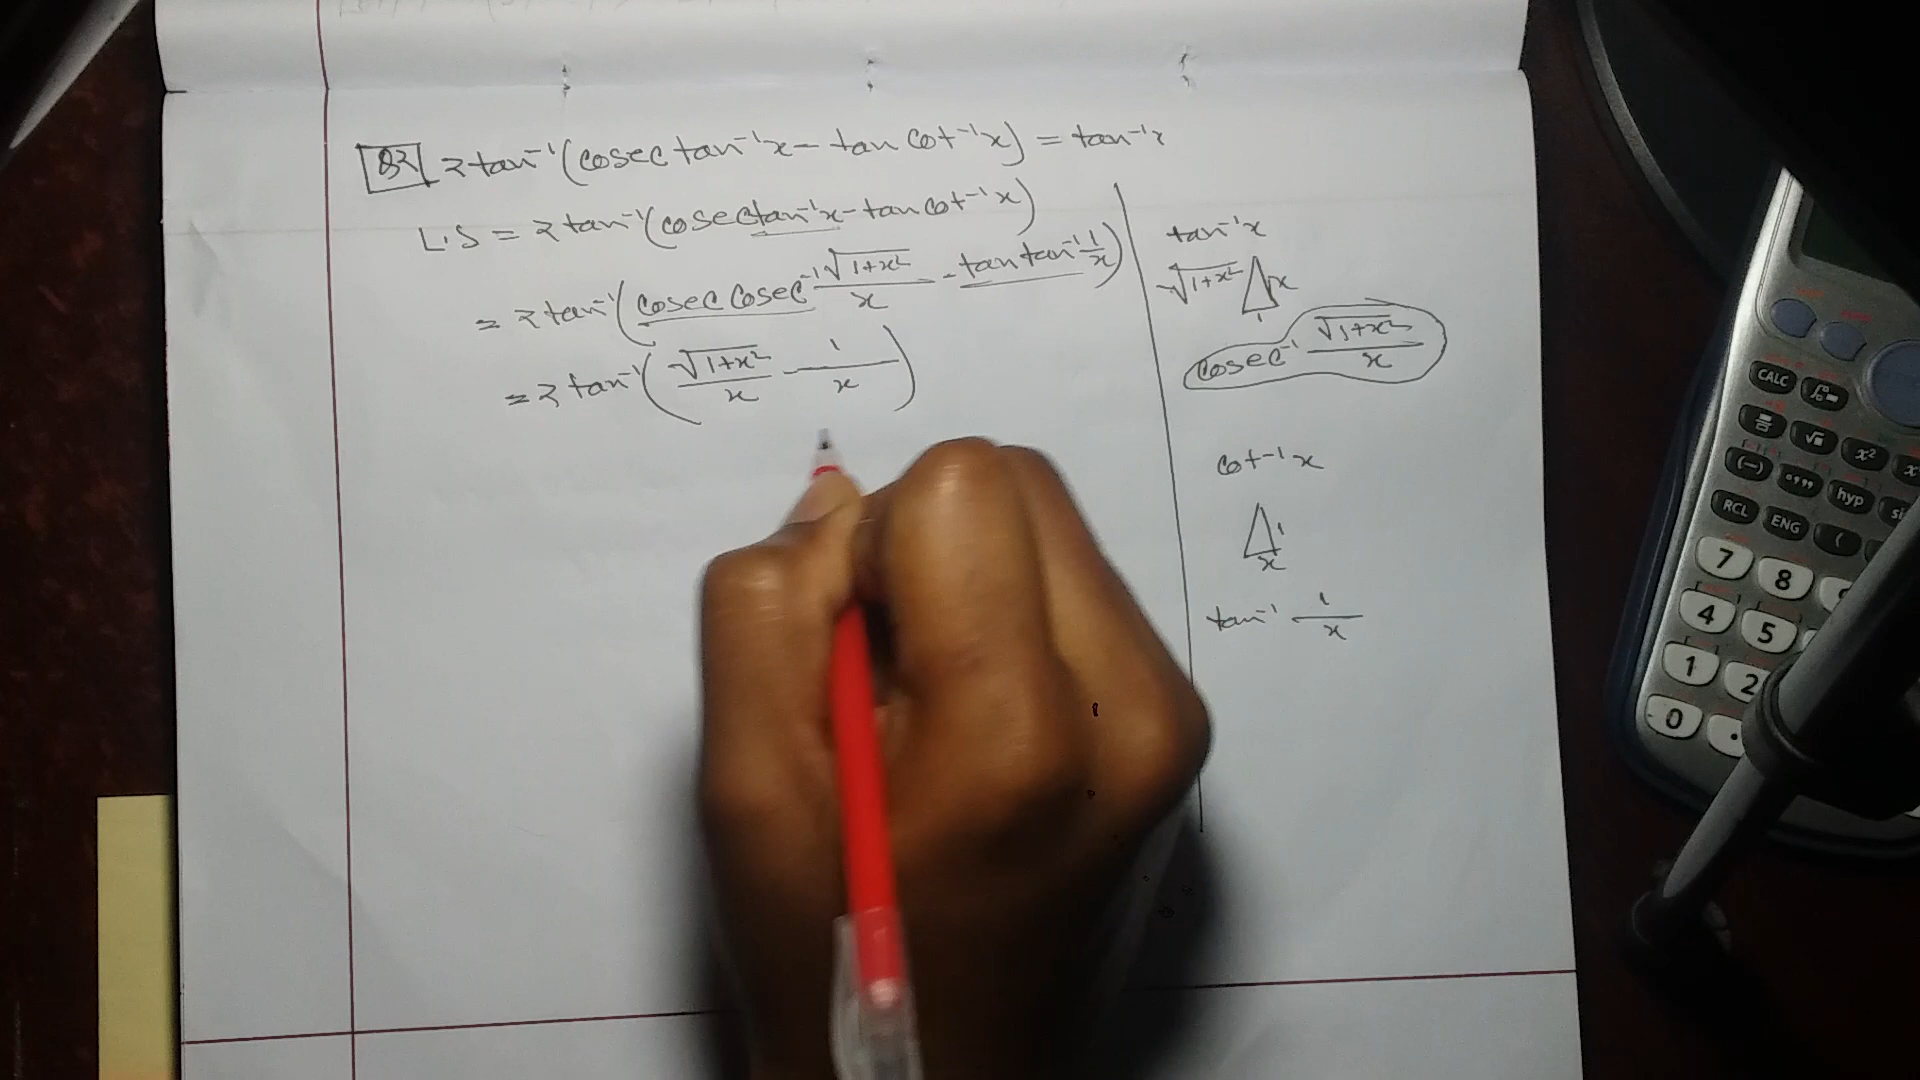 Q2 2tan⁻¹(cosec tan⁻¹x - tan cot⁻¹x) = tan⁻¹x
L.S = 2tan⁻¹(cosec tan⁻¹x - tan cot⁻¹x)
= 2tan⁻¹(cosec cosec⁻¹ √(1+x²)/x - tan tan⁻¹ 1/x)
= 2tan⁻¹(√(1+x²)/x - 1/x)
tan⁻¹x
√1+x² x
1
cosec⁻¹ √(1+x²)/x
cot⁻¹x
1
x
tan⁻¹ 1/x
CALC
√ x²
(-) °,,, hyp
RCL ENG (
7 8
4 5
1 2
0 .